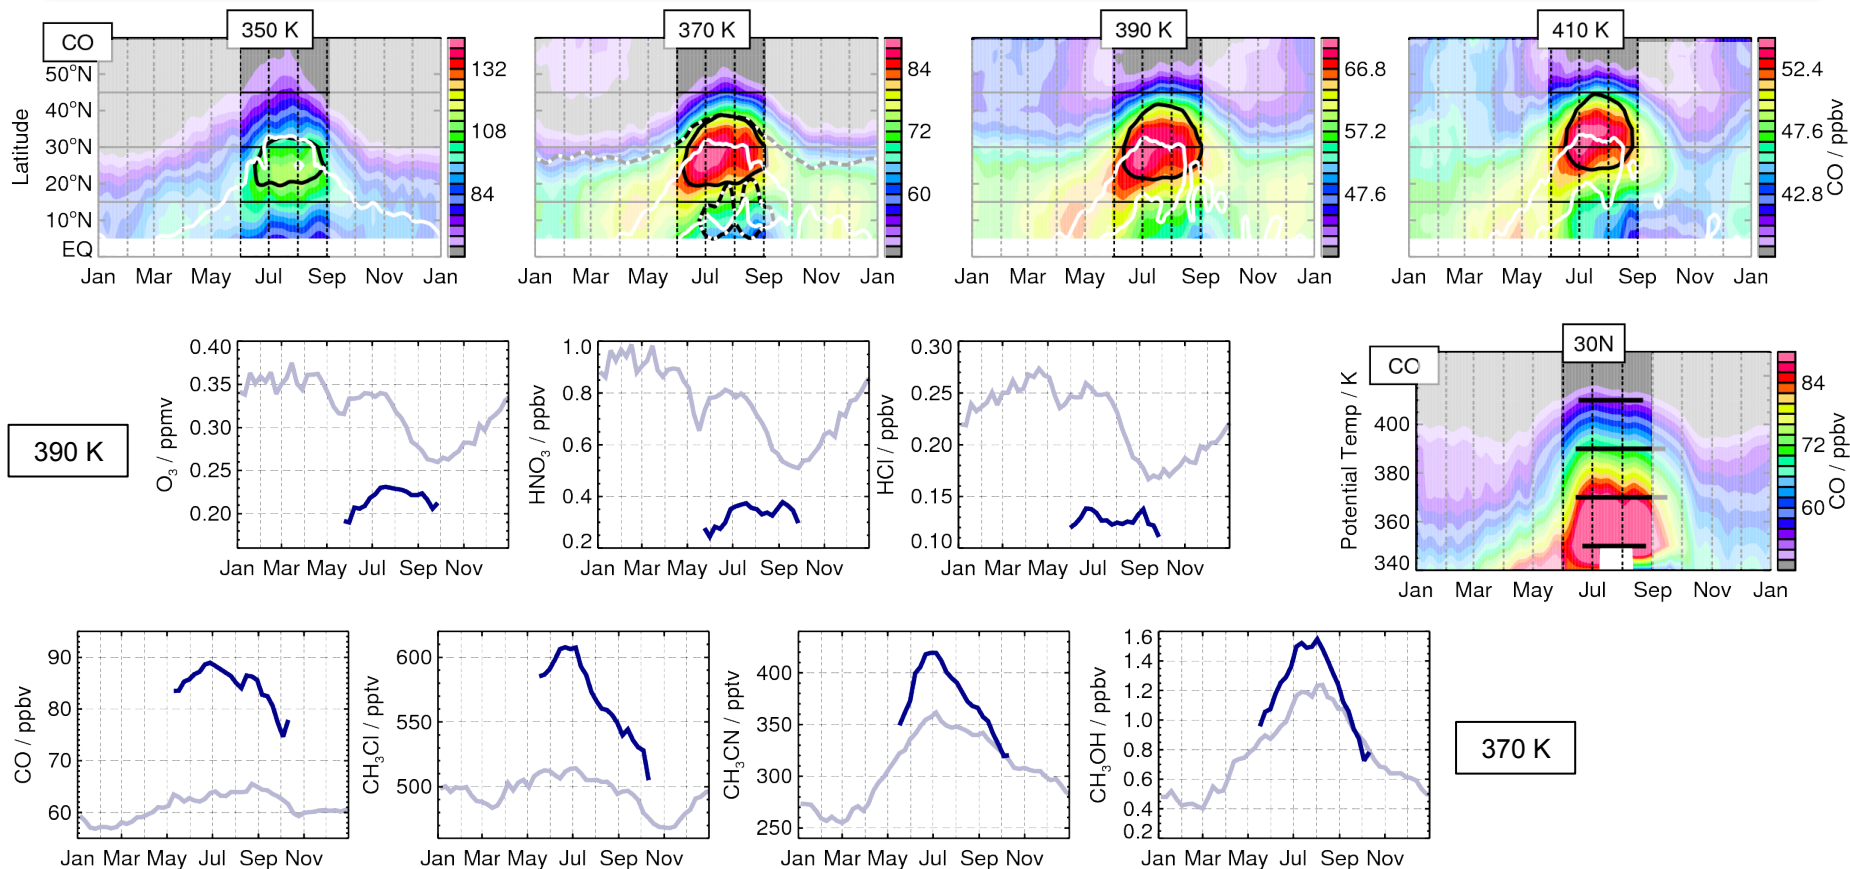 CO
350 K
370 K
390 K
410 K
Latitude
50°N
40°N
30°N
20°N
10°N
EQ
132
108
84
84
72
60
66.8
57.2
47.6
52.4
47.6
42.8
CO / ppbv
Jan Mar May Jul Sep Nov Jan
Jan Mar May Jul Sep Nov Jan
Jan Mar May Jul Sep Nov Jan
Jan Mar May Jul Sep Nov Jan
390 K
O₃ / ppmv
0.40
0.35
0.30
0.25
0.20
Jan Mar May Jul Sep Nov
HNO₃ / ppbv
1.0
0.8
0.6
0.4
0.2
Jan Mar May Jul Sep Nov
HCl / ppbv
0.30
0.25
0.20
0.15
0.10
Jan Mar May Jul Sep Nov
CO
30N
Potential Temp / K
400
380
360
340
84
72
60
CO / ppbv
Jan Mar May Jul Sep Nov Jan
CO / ppbv
90
80
70
60
Jan Mar May Jul Sep Nov
CH₃Cl / pptv
600
550
500
Jan Mar May Jul Sep Nov
CH₃CN / pptv
400
350
300
250
Jan Mar May Jul Sep Nov
CH₃OH / ppbv
1.6
1.4
1.2
1.0
0.8
0.6
0.4
0.2
Jan Mar May Jul Sep Nov
370 K